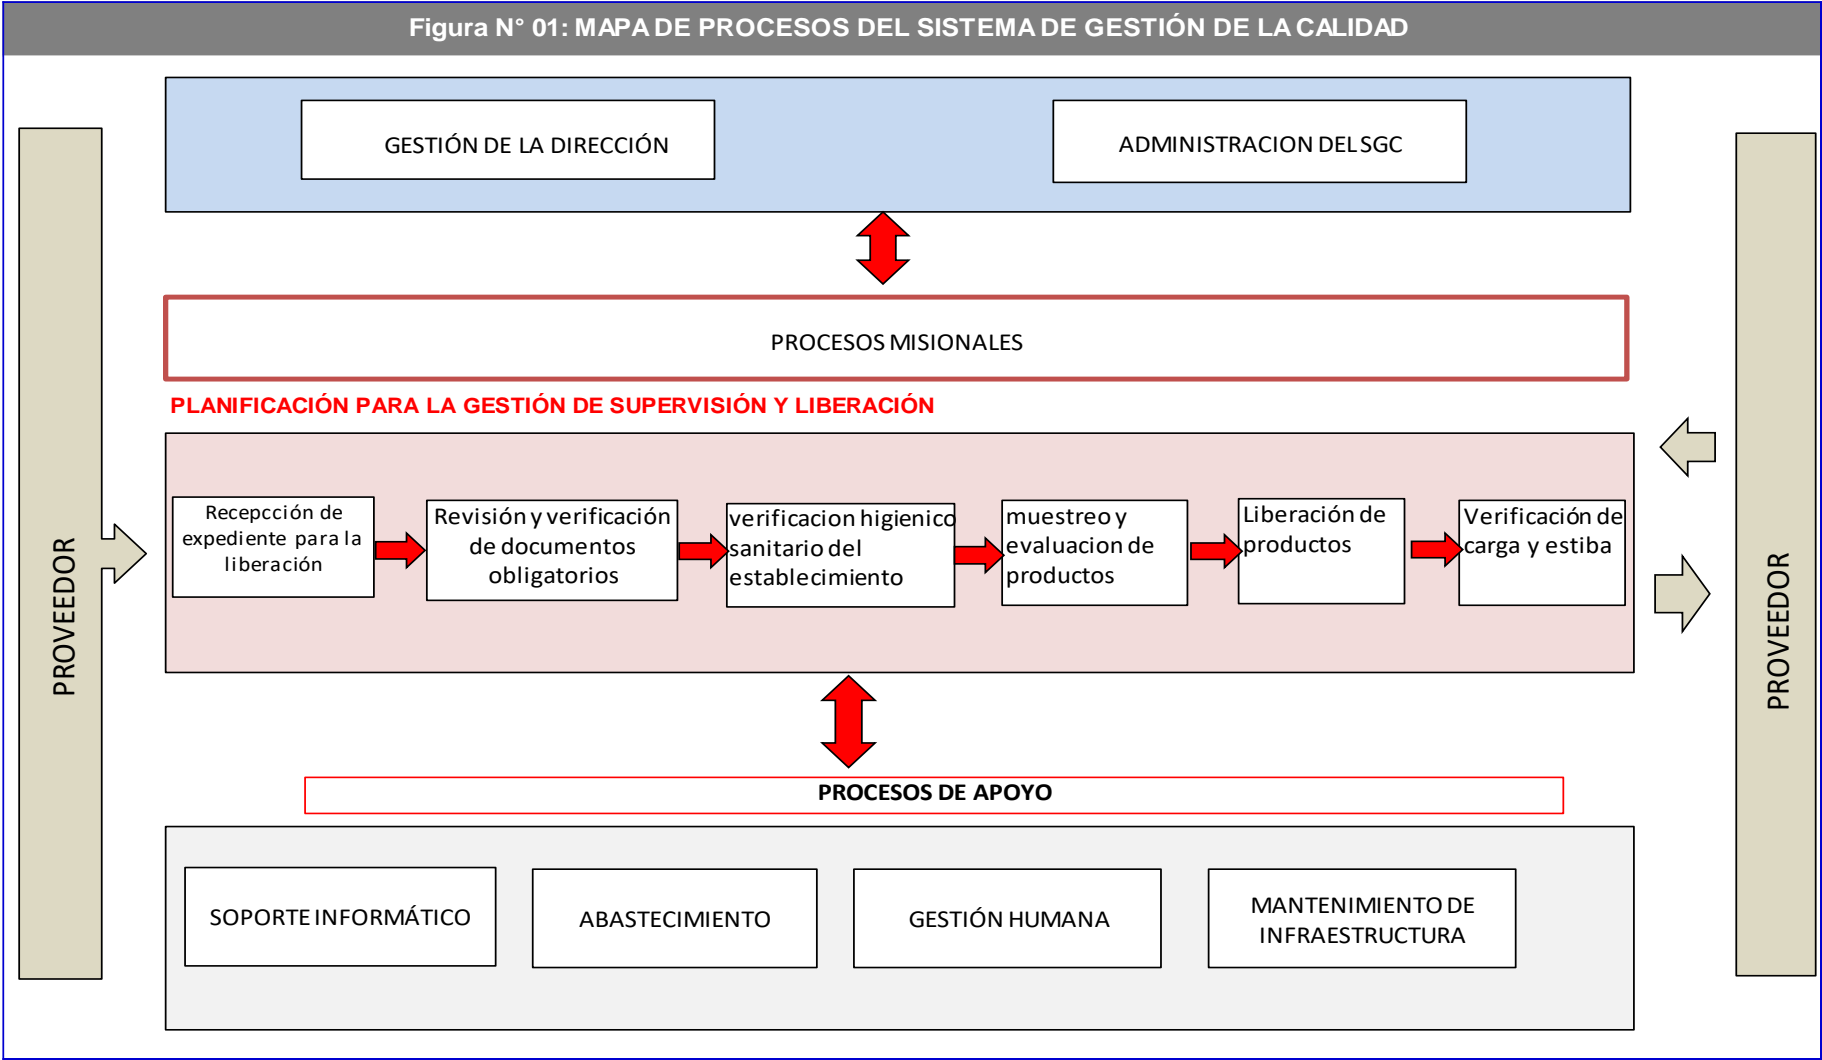 Figura N° 01: MAPA DE PROCESOS DEL SISTEMA DE GESTIÓN DE LA CALIDAD
GESTIÓN DE LA DIRECCIÓN
ADMINISTRACION DEL SGC
PROCESOS MISIONALES
PLANIFICACIÓN PARA LA GESTIÓN DE SUPERVISIÓN Y LIBERACIÓN
PROVEEDOR
Recepcción de
expediente para la
liberación
Revisión y verificación
de documentos
obligatorios
verificacion higienico
sanitario del
establecimiento
muestreo y
evaluacion de
productos
Liberación de
productos
Verificación de
carga y estiba
PROVEEDOR
PROCESOS DE APOYO
SOPORTE INFORMÁTICO
ABASTECIMIENTO
GESTIÓN HUMANA
MANTENIMIENTO DE
INFRAESTRUCTURA